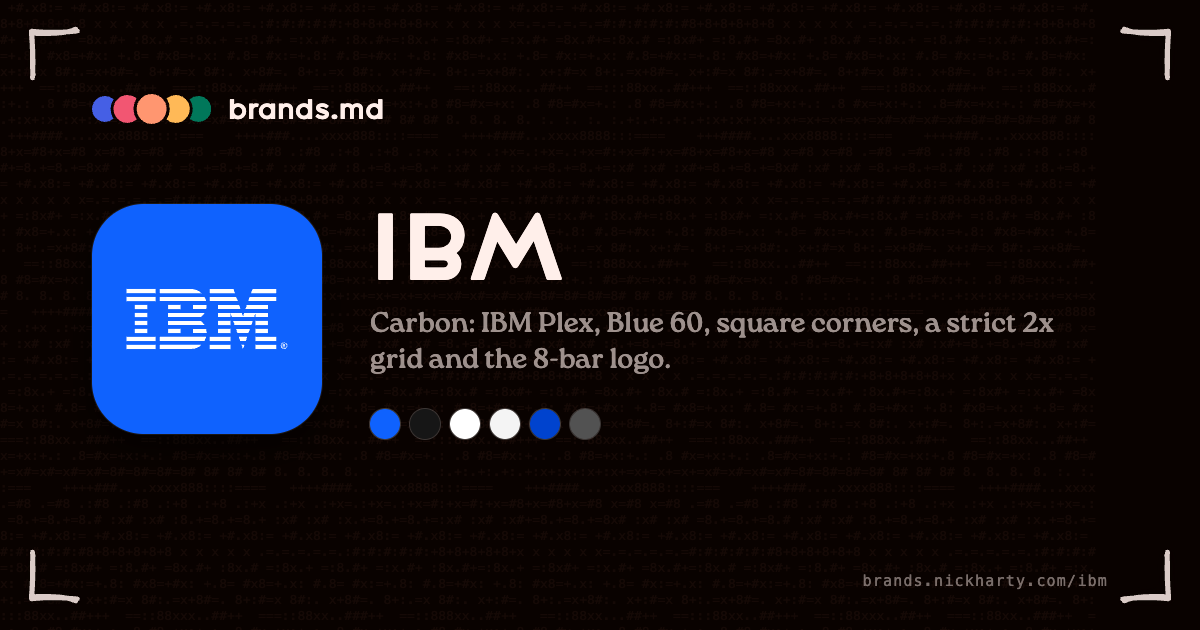 brands.md
IBM
IBM®
Carbon: IBM Plex, Blue 60, square corners, a strict 2x
grid and the 8-bar logo.
brands.nickharty.com/ibm